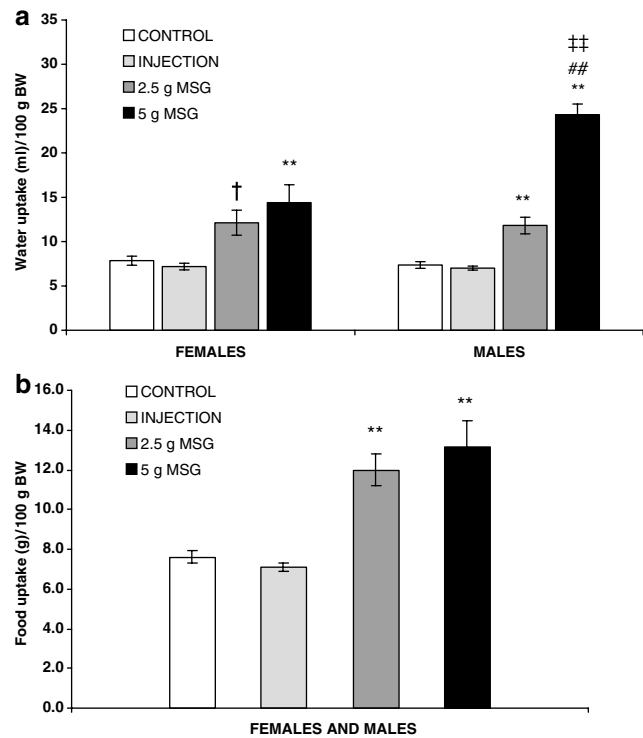 a
Water uptake (ml)/100 g BW
35
30
25
20
15
10
5
0
CONTROL
INJECTION
2.5 g MSG
5 g MSG
†
**
**
‡‡
##
**
FEMALES
MALES
b
Food uptake (g)/100 g BW
16.0
14.0
12.0
10.0
8.0
6.0
4.0
2.0
0.0
CONTROL
INJECTION
2.5 g MSG
5 g MSG
**
**
FEMALES AND MALES